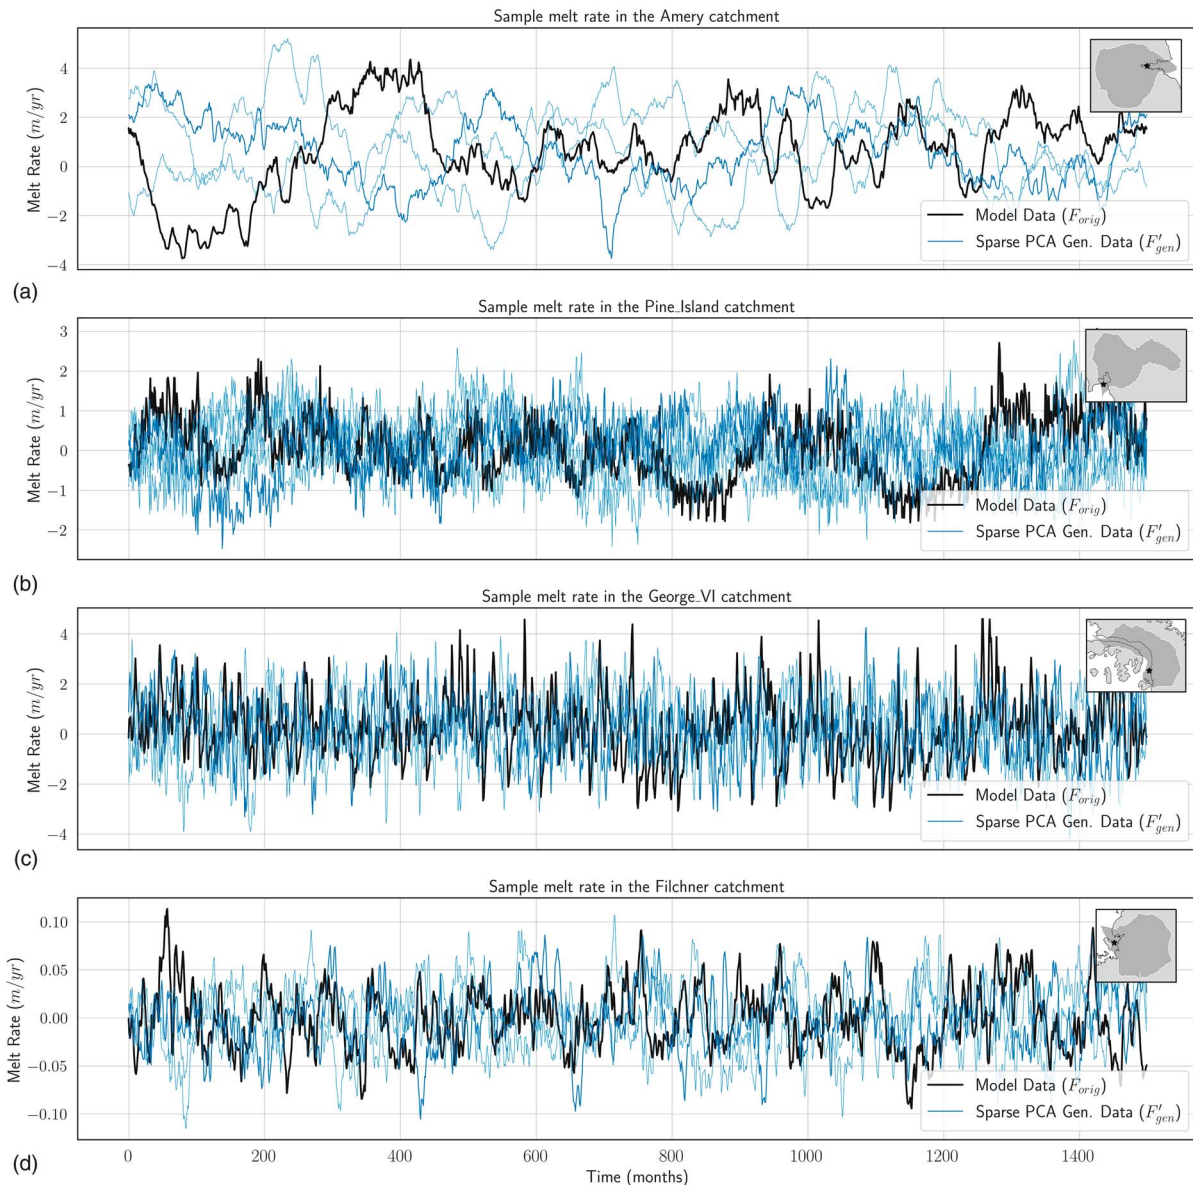 Sample melt rate in the Amery catchment
4
2
0
−2
−4
Melt Rate (m/yr)
Model Data (F_orig)
Sparse PCA Gen. Data (F′_gen)
(a)
Sample melt rate in the Pine_Island catchment
3
2
1
0
−1
−2
Melt Rate (m/yr)
Model Data (F_orig)
Sparse PCA Gen. Data (F′_gen)
(b)
Sample melt rate in the George_VI catchment
4
2
0
−2
−4
Melt Rate (m/yr)
Model Data (F_orig)
Sparse PCA Gen. Data (F′_gen)
(c)
Sample melt rate in the Filchner catchment
0.10
0.05
0.00
−0.05
−0.10
Melt Rate (m/yr)
Model Data (F_orig)
Sparse PCA Gen. Data (F′_gen)
(d)
0 200 400 600 800 1000 1200 1400
Time (months)